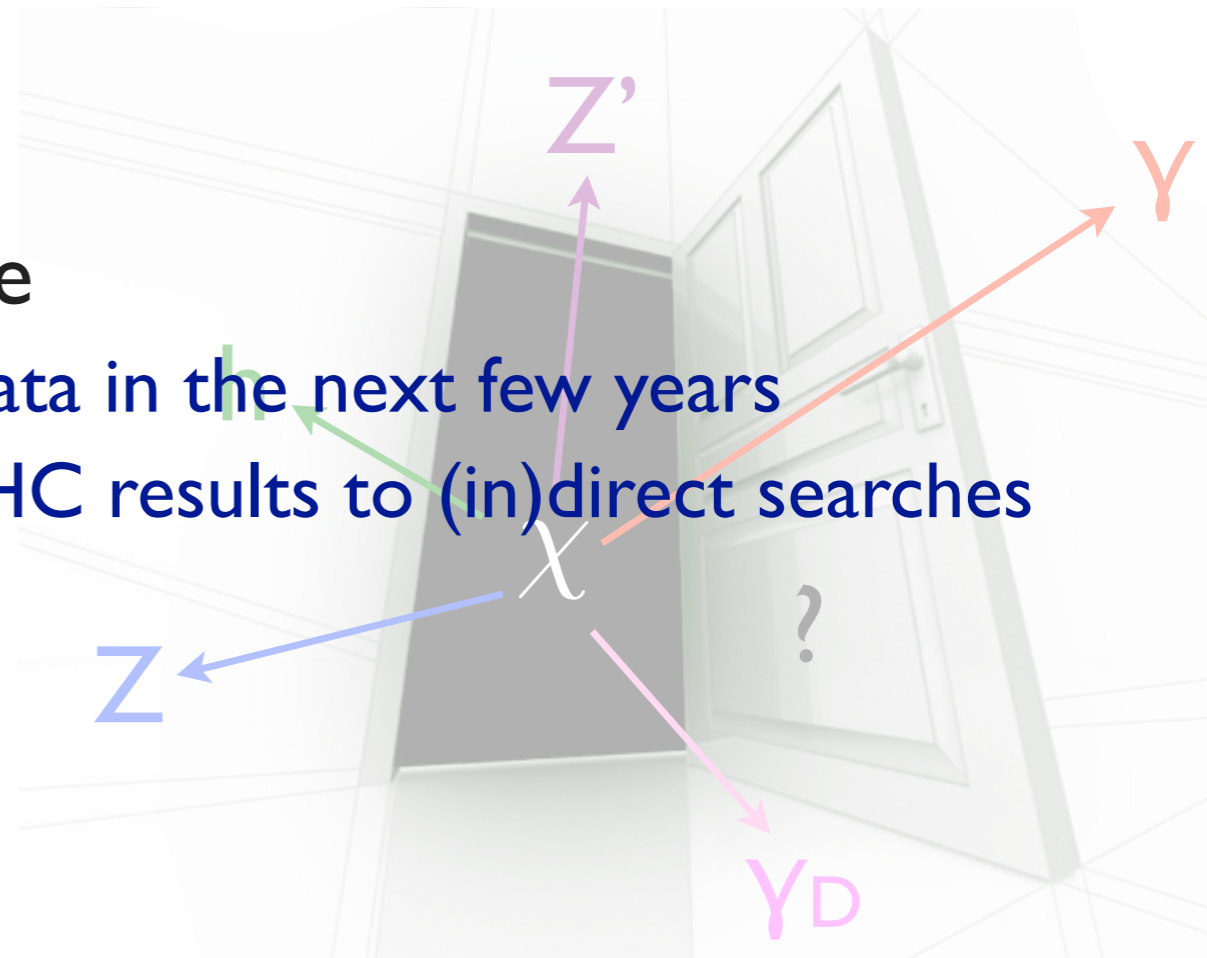 Z'
γ
e
h
ata in the next few years
HC results to (in)direct searches
χ
?
Z
γD